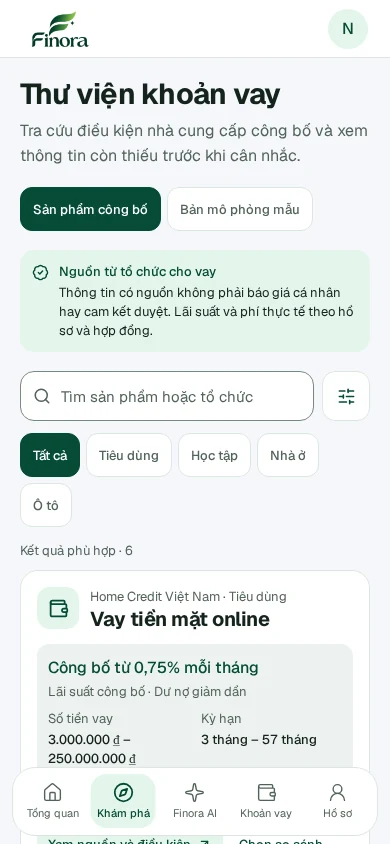 Finora
N
Thư viện khoản vay
Tra cứu điều kiện nhà cung cấp công bố và xem
thông tin còn thiếu trước khi cân nhắc.
Sản phẩm công bố
Bản mô phỏng mẫu
Nguồn từ tổ chức cho vay
Thông tin có nguồn không phải báo giá cá nhân
hay cam kết duyệt. Lãi suất và phí thực tế theo hồ
sơ và hợp đồng.
Tìm sản phẩm hoặc tổ chức
Tất cả
Tiêu dùng
Học tập
Nhà ở
Ô tô
Kết quả phù hợp · 6
Home Credit Việt Nam · Tiêu dùng
Vay tiền mặt online
Công bố từ 0,75% mỗi tháng
Lãi suất công bố · Dư nợ giảm dần
Số tiền vay
Kỳ hạn
3.000.000 ₫ –
250.000.000 ₫
3 tháng – 57 tháng
Tổng quan
Khám phá
Finora AI
Khoản vay
Hồ sơ